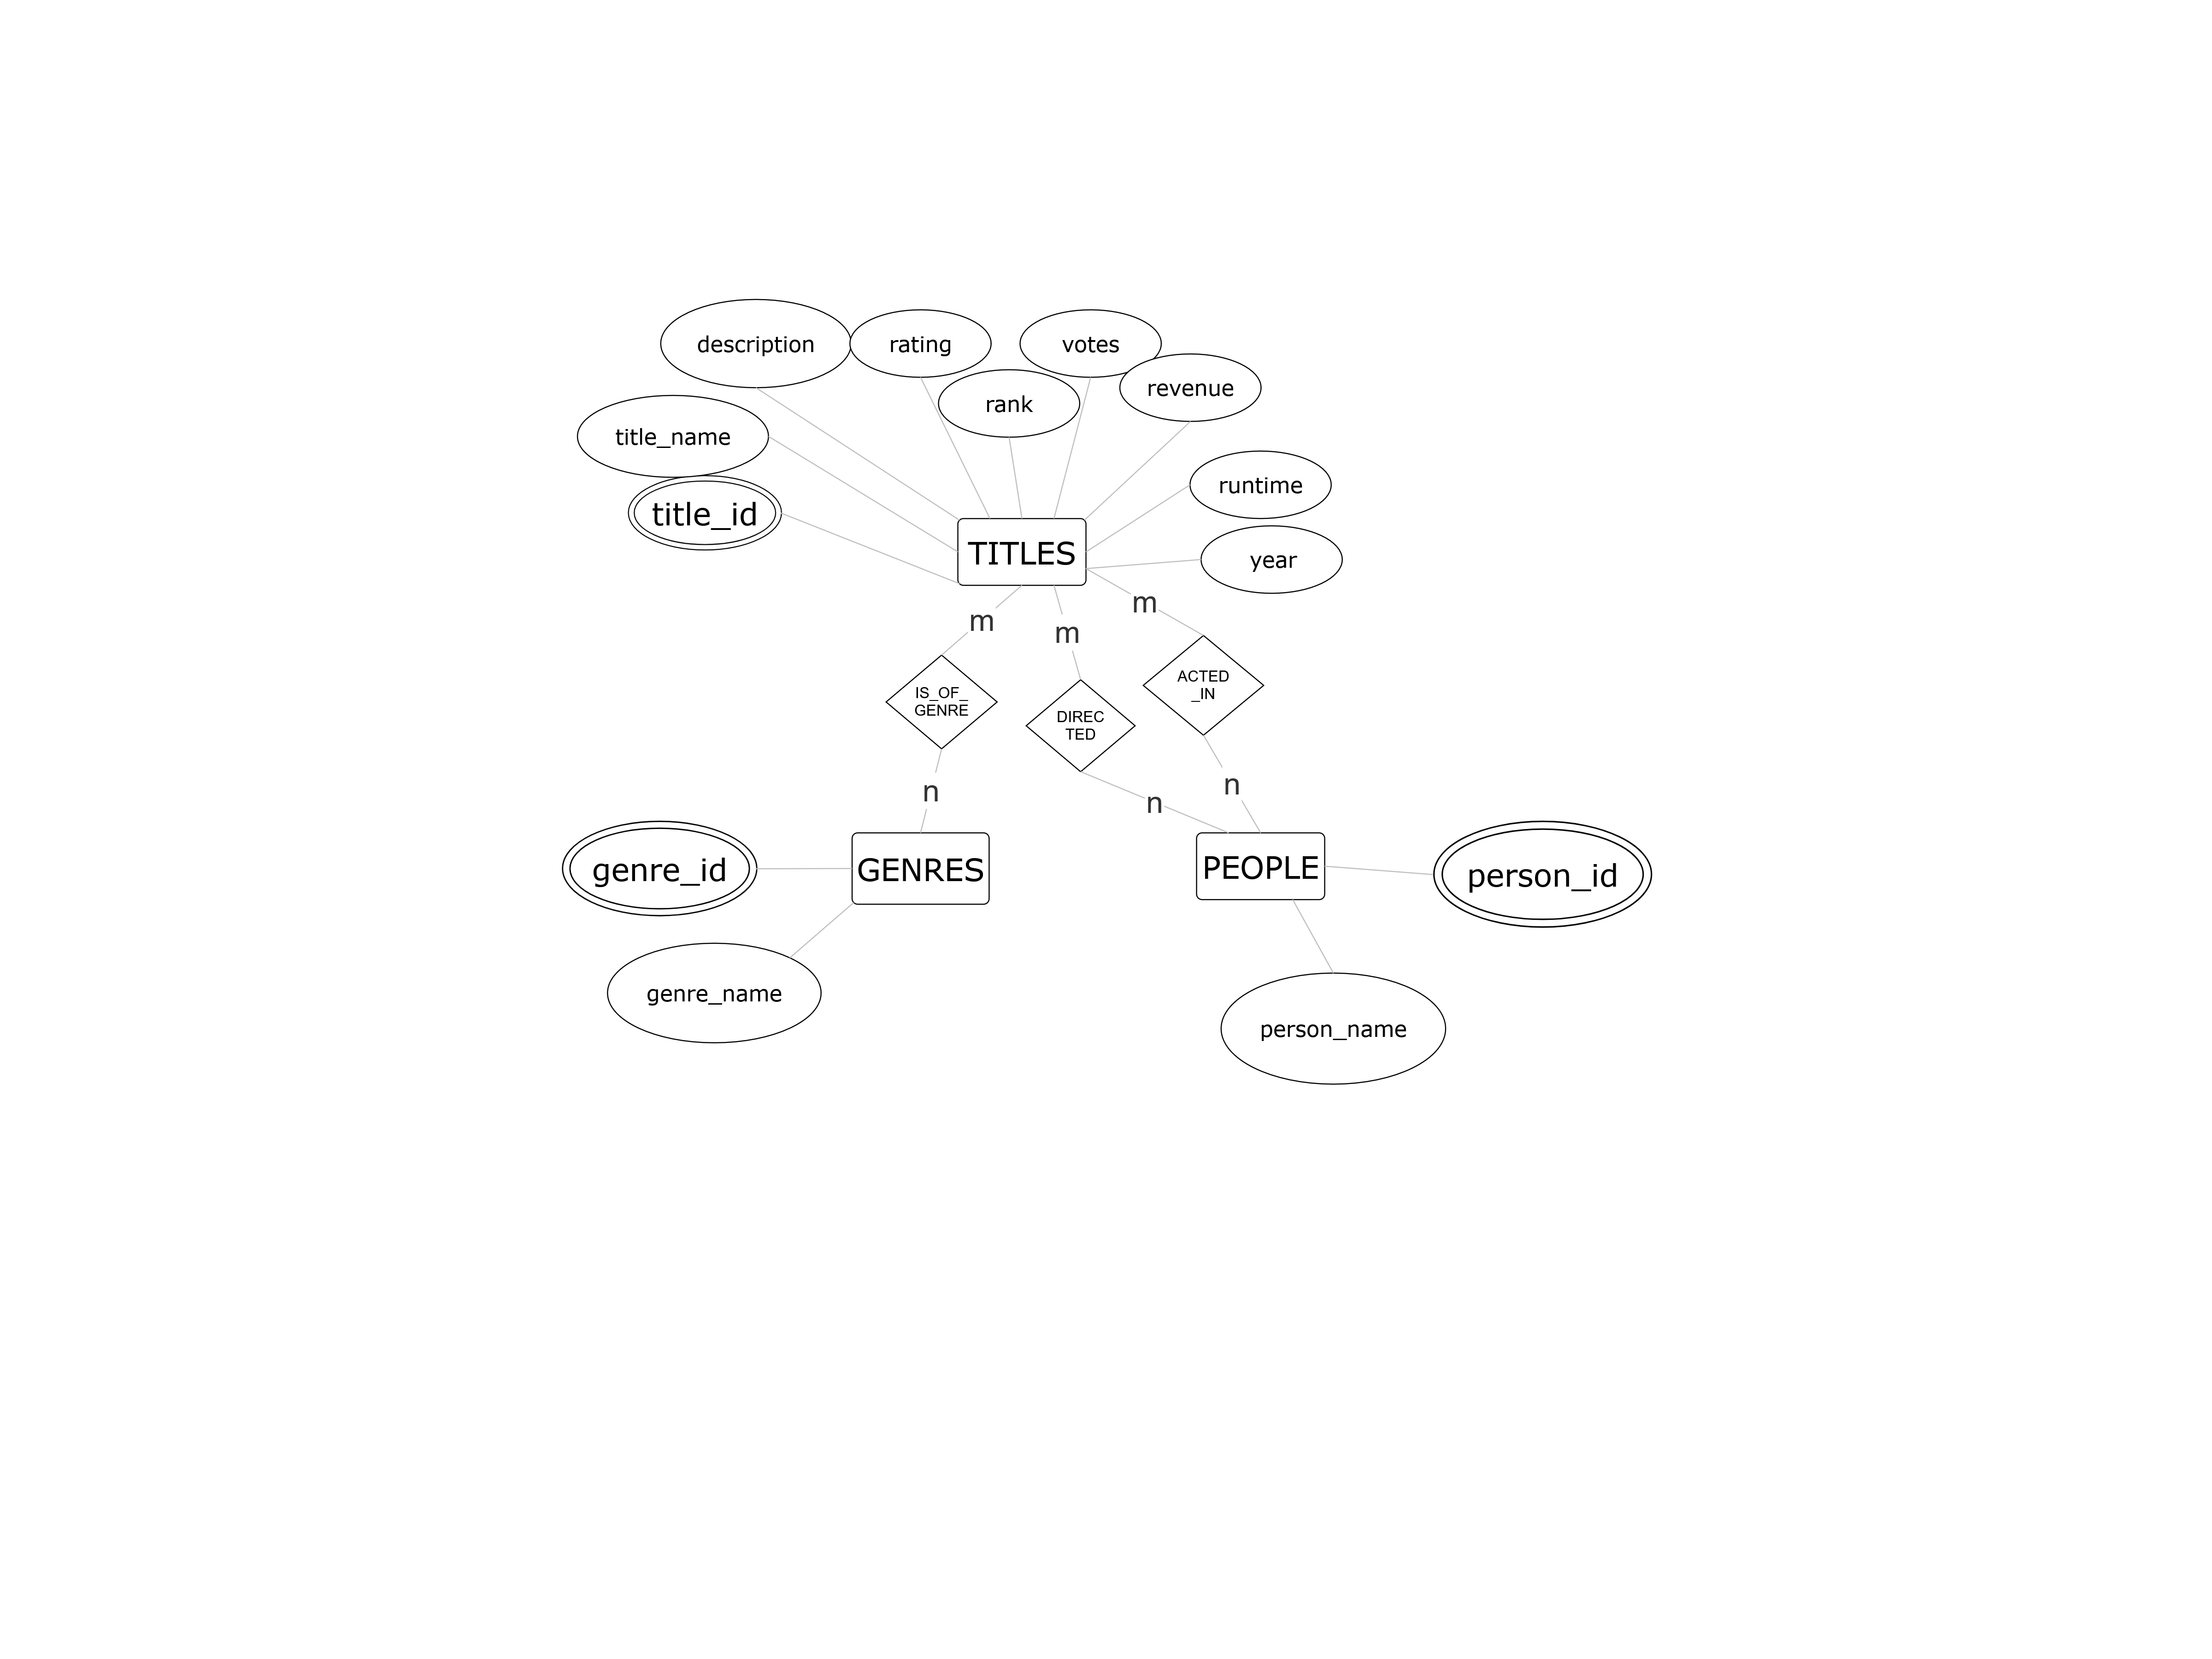 description
rating
votes
revenue
rank
title_name
title_id
runtime
year
TITLES
m
m
m
IS_OF_
GENRE
DIREC
TED
ACTED
_IN
n
n
n
genre_id
GENRES
PEOPLE
person_id
genre_name
person_name